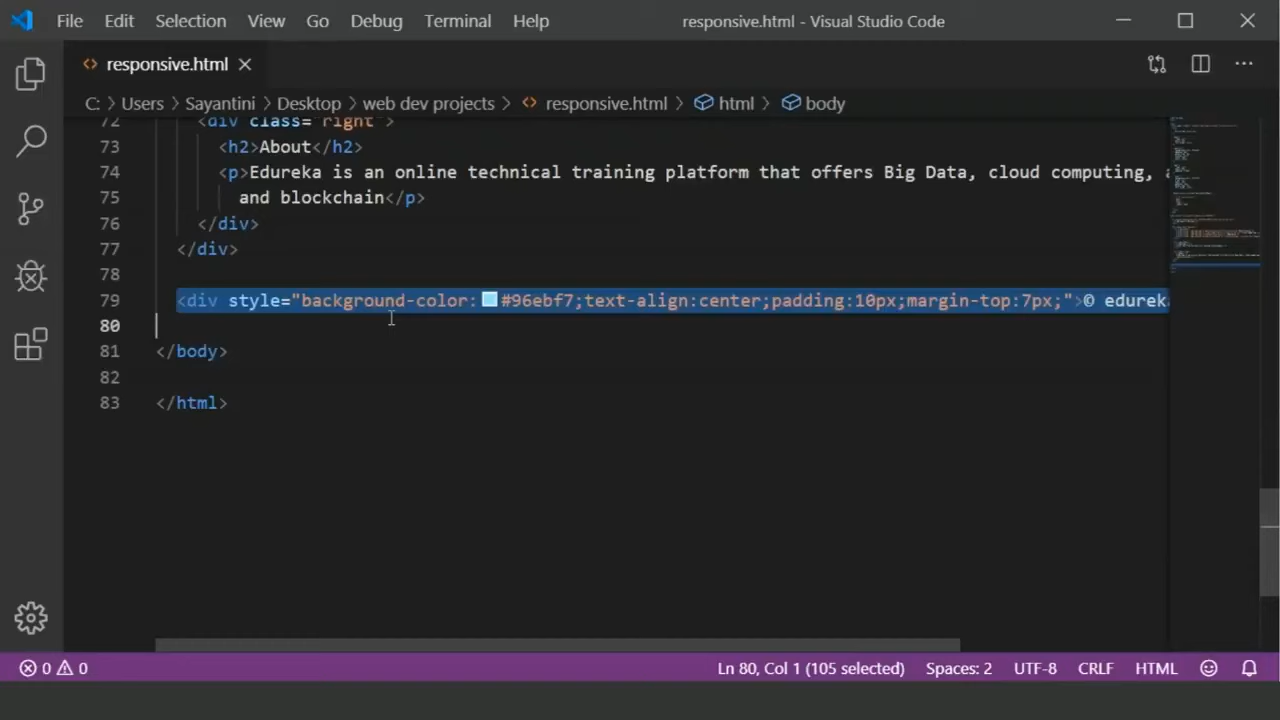 File Edit Selection View Go Debug Terminal Help responsive.html - Visual Studio Code
responsive.html
C: > Users > Sayantini > Desktop > web dev projects > responsive.html > html > body
72 <div class="right">
73 <h2>About</h2>
74 <p>Edureka is an online technical training platform that offers Big Data, cloud computing, a
75 and blockchain</p>
76 </div>
77 </div>
78
79 <div style="background-color: #96ebf7;text-align:center;padding:10px;margin-top:7px;">© edureka
80
81 </body>
82
83 </html>
0 0 Ln 80, Col 1 (105 selected) Spaces: 2 UTF-8 CRLF HTML